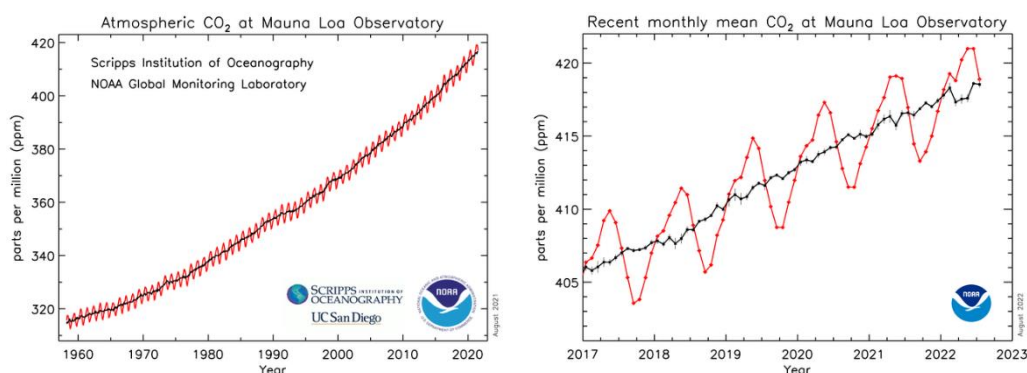 Atmospheric CO₂ at Mauna Loa Observatory
Scripps Institution of Oceanography
NOAA Global Monitoring Laboratory
parts per million (ppm)
420
400
380
360
340
320
1960
1970
1980
1990
2000
2010
2020
Year
SCRIPPS INSTITUTION OF
OCEANOGRAPHY
UC San Diego
NOAA
August 2021
Recent monthly mean CO₂ at Mauna Loa Observatory
parts per million (ppm)
420
415
410
405
400
2017
2018
2019
2020
2021
2022
2023
Year
NOAA
August 2022